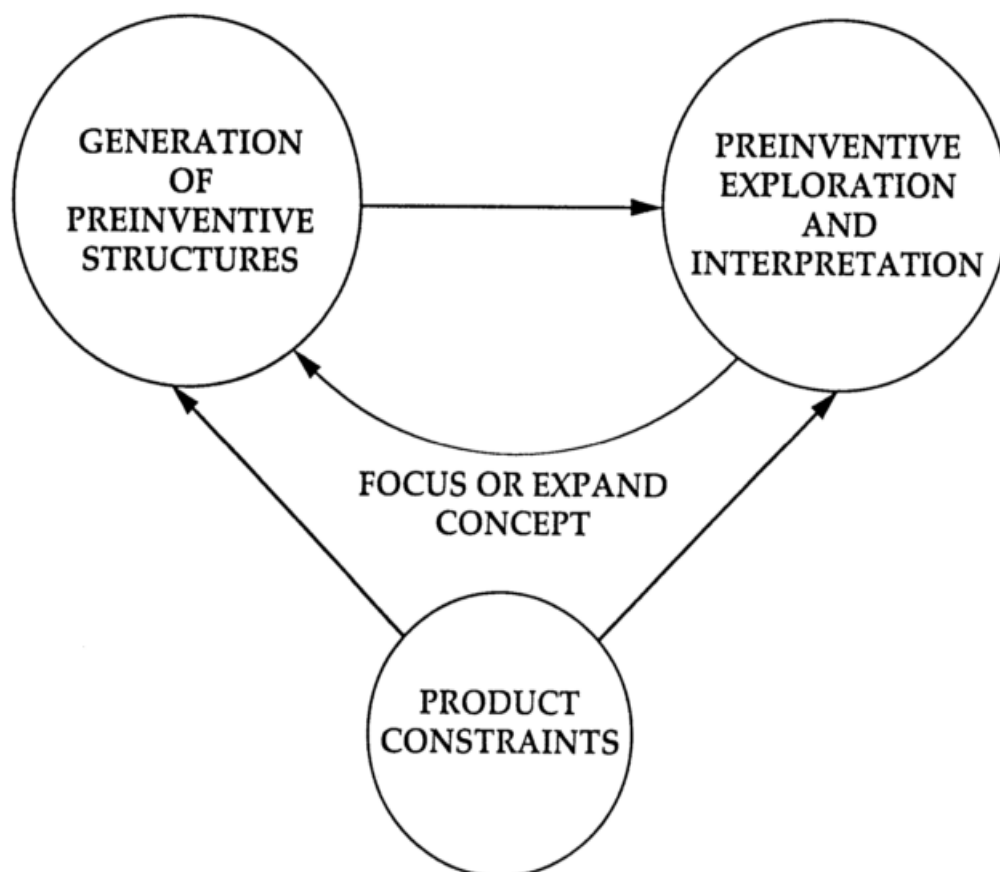 GENERATION
OF
PREINVENTIVE
STRUCTURES
PREINVENTIVE
EXPLORATION
AND
INTERPRETATION
FOCUS OR EXPAND
CONCEPT
PRODUCT
CONSTRAINTS